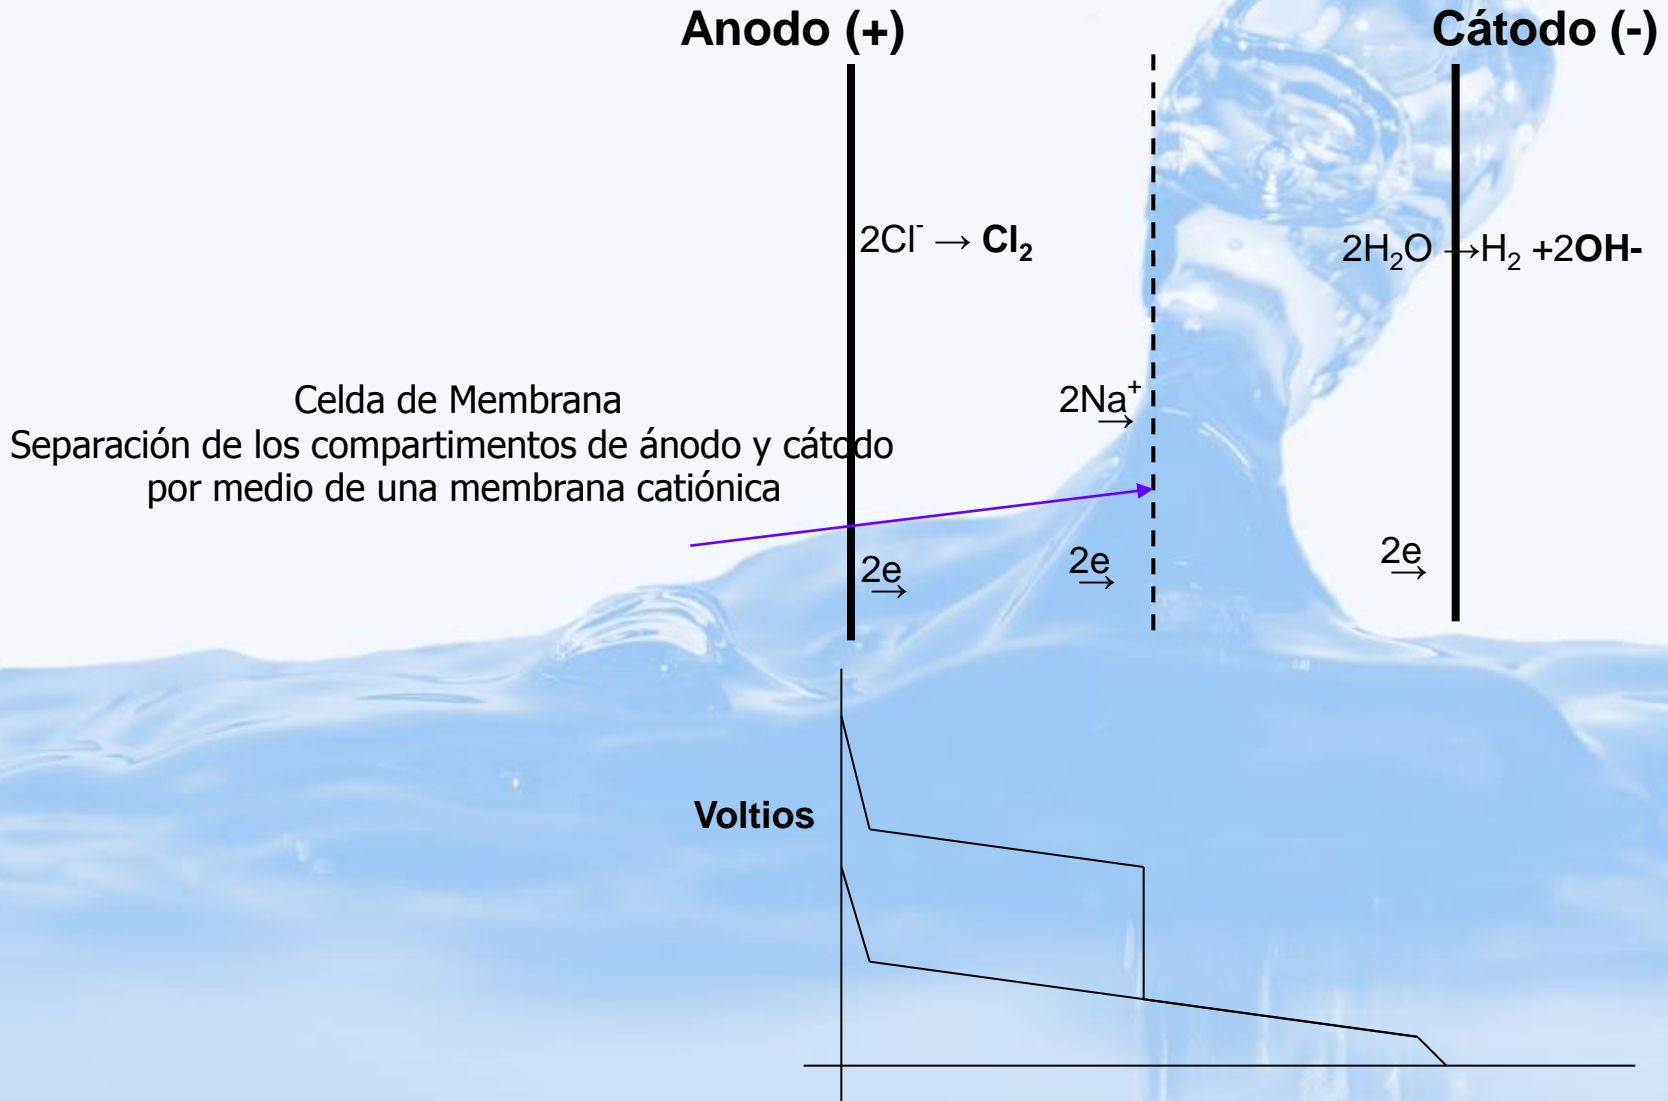 Anodo (+)
Cátodo (-)
2Cl⁻ → Cl₂
2H₂O →H₂ +2OH-
Celda de Membrana
Separación de los compartimentos de ánodo y cátodo
por medio de una membrana catiónica
2Na⁺
→
2e
→
2e
→
2e
→
Voltios